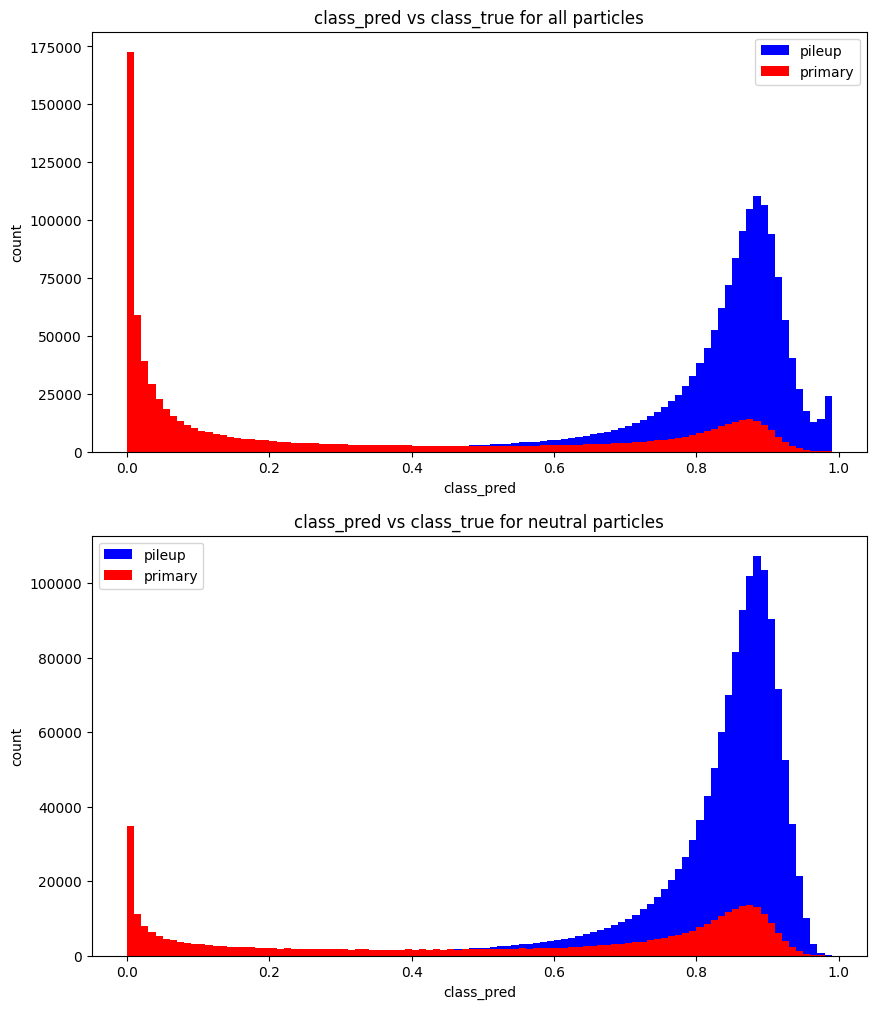 class_pred vs class_true for all particles
175000
150000
125000
100000
75000
50000
25000
0
count
pileup
primary
0.0 0.2 0.4 0.6 0.8 1.0
class_pred
class_pred vs class_true for neutral particles
pileup
primary
100000
80000
60000
40000
20000
0
count
0.0 0.2 0.4 0.6 0.8 1.0
class_pred